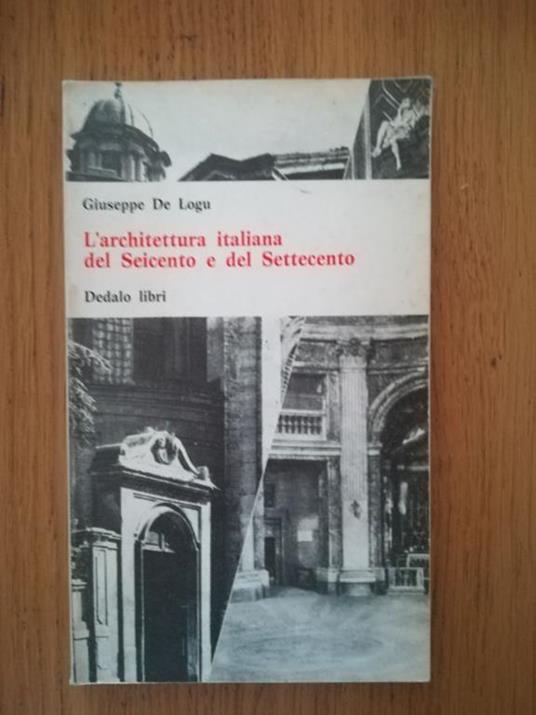 Giuseppe De Logu
L'architettura italiana
del Seicento e del Settecento
Dedalo libri